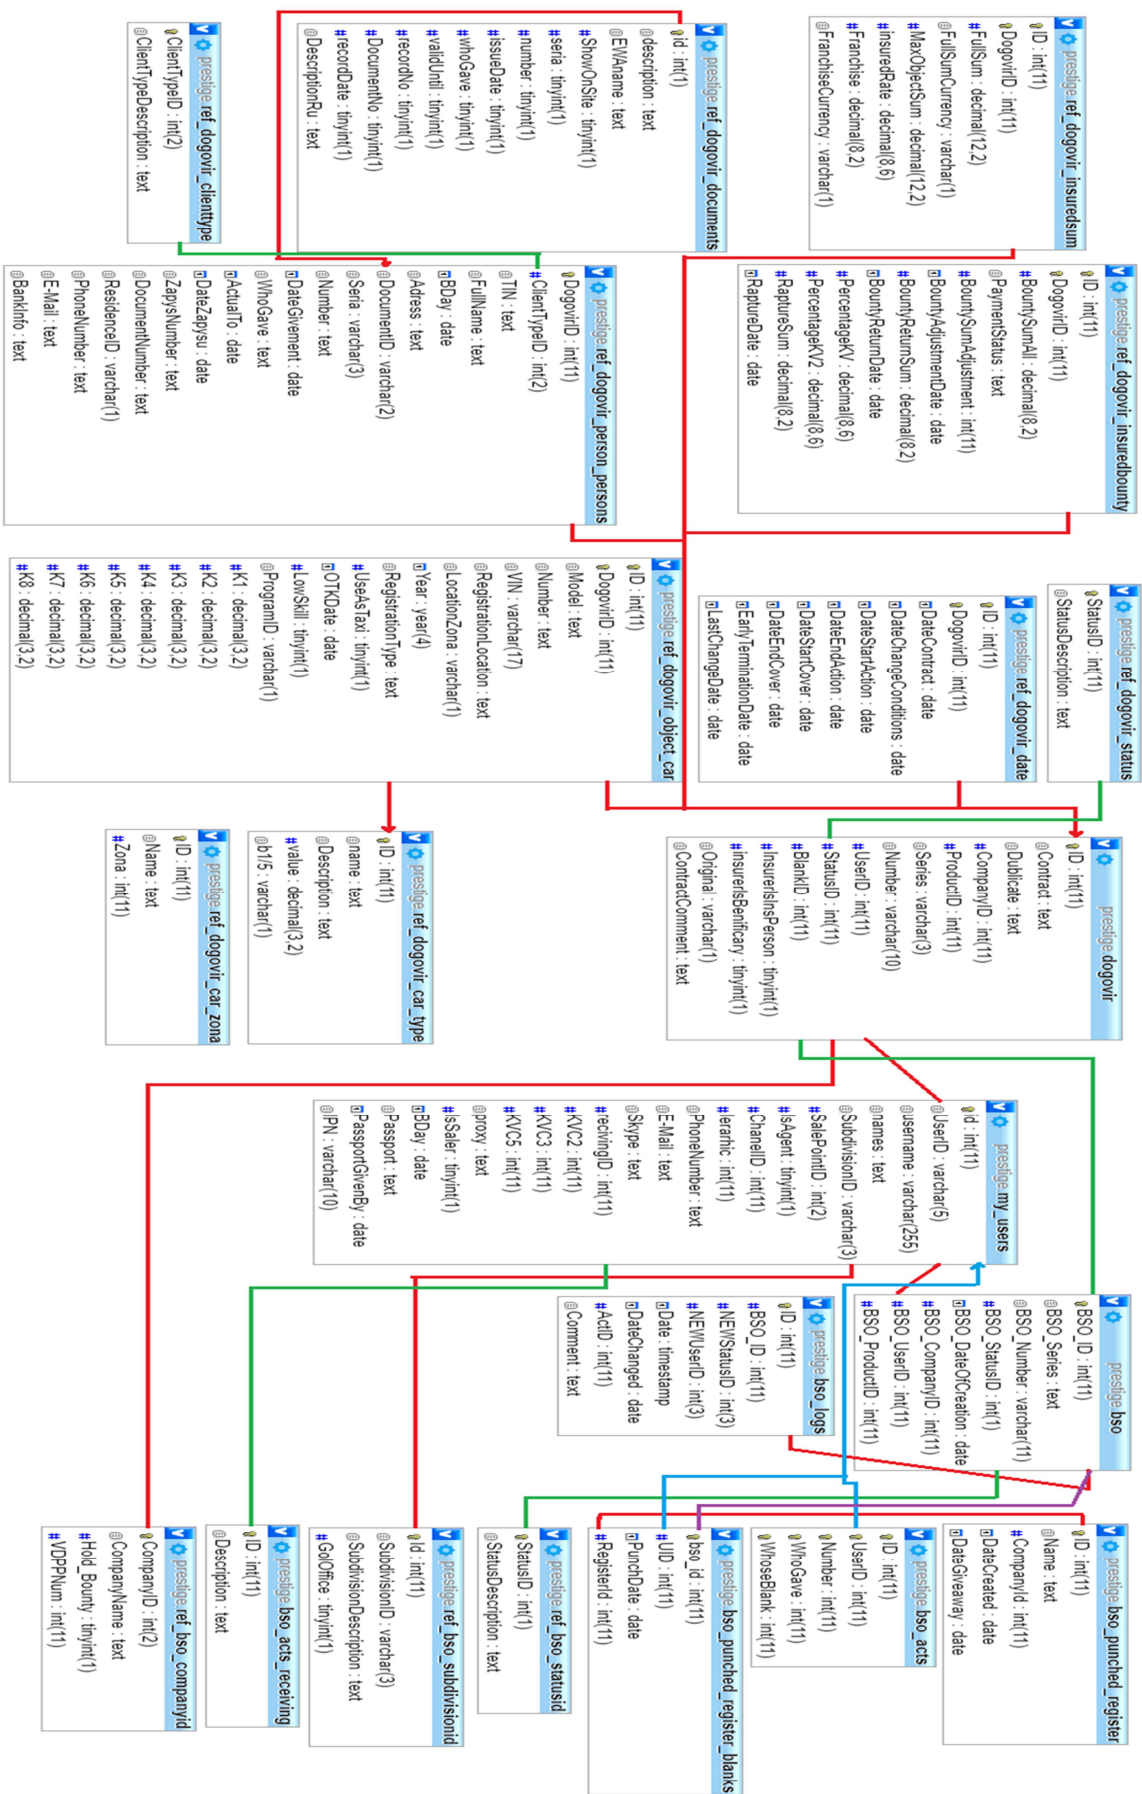 prestige.ref_dogovir_insuredsum
ID : int(11)
DogovirID : int(11)
#FullSum : decimal(12,2)
FullSumCurrency : varchar(1)
#MaxObjectSum : decimal(12,2)
#insuredRate : decimal(8,6)
#Franchise : decimal(8,2)
FranchiseCurrency : varchar(1)
prestige.ref_dogovir_insuredbounty
ID : int(11)
DogovirID : int(11)
#BountySumAll : decimal(8,2)
PaymentStatus : text
#BountySumAdjustment : int(11)
BountyAdjustmentDate : date
#BountyReturnSum : decimal(8,2)
BountyReturnDate : date
#PercentageKV : decimal(8,6)
#PercentageKV2 : decimal(8,6)
#RaptureSum : decimal(8,2)
RaptureDate : date
prestige.ref_dogovir_status
StatusID : int(11)
StatusDescription : text
prestige.ref_dogovir_date
ID : int(11)
DogovirID : int(11)
DateContract : date
DateChangeConditions : date
DateStartAction : date
DateEndAction : date
DateStartCover : date
DateEndCover : date
EarlyTerminationDate : date
LastChangeDate : date
prestige.dogovir
ID : int(11)
Contract : text
Dublicate : text
#CompanyID : int(11)
#ProductID : int(11)
Series : varchar(3)
Number : varchar(10)
#UserID : int(11)
#StatusID : int(11)
#BlankID : int(11)
#InsurerIsInsPerson : tinyint(1)
#insurerIsBenificary : tinyint(1)
Original : varchar(1)
ContractComment : text
prestige.bso
BSO_ID : int(11)
BSO_Series : text
BSO_Number : varchar(11)
#BSO_StatusID : int(1)
BSO_DateOfCreation : date
#BSO_CompanyID : int(11)
#BSO_UserID : int(11)
#BSO_ProductID : int(11)
prestige.bso_punched_register
ID : int(11)
Name : text
#CompanyId : int(11)
DateCreated : date
DateGiveaway : date
prestige.ref_dogovir_documents
id : int(1)
description : text
EWAname : text
#ShowOnSite : tinyint(1)
#seria : tinyint(1)
#number : tinyint(1)
#issueDate : tinyint(1)
#whoGave : tinyint(1)
#validUntil : tinyint(1)
#recordNo : tinyint(1)
#DocumentNo : tinyint(1)
#recordDate : tinyint(1)
DescriptionRu : text
prestige.ref_dogovir_person_persons
DogovirID : int(11)
#ClientTypeID : int(2)
TIN : text
FullName : text
BDay : date
Adress : text
DocumentID : varchar(2)
Seria : varchar(3)
Number : text
DateGivement : date
WhoGave : text
ActualTo : date
DateZapysu : date
ZapysNumber : text
DocumentNumber : text
ResidenceID : varchar(1)
PhoneNumber : text
E-Mail : text
BankInfo : text
prestige.ref_dogovir_object_car
ID : int(11)
DogovirID : int(11)
Model : text
Number : text
VIN : varchar(17)
RegistrationLocation : text
LocationZona : varchar(1)
Year : year(4)
RegistrationType : text
#UseAsTaxi : tinyint(1)
OTKDate : date
#LowSkill : tinyint(1)
ProgramID : varchar(1)
#K1 : decimal(3,2)
#K2 : decimal(3,2)
#K3 : decimal(3,2)
#K4 : decimal(3,2)
#K5 : decimal(3,2)
#K6 : decimal(3,2)
#K7 : decimal(3,2)
#K8 : decimal(3,2)
prestige.my_users
id : int(11)
UserID : varchar(5)
username : varchar(255)
names : text
SubdivisionID : varchar(3)
#SalePointID : int(2)
#IsAgent : tinyint(1)
#ChanelID : int(11)
#Ierarhic : int(11)
PhoneNumber : text
E-Mail : text
Skype : text
#recivingID : int(11)
#KVC2 : int(11)
#KVC3 : int(11)
#KVC5 : int(11)
proxy : text
#IsSaler : tinyint(1)
BDay : date
Passport : text
PassportGivenBy : date
IPN : varchar(10)
prestige.bso_logs
ID : int(11)
#BSO_ID : int(11)
#NEWStatusID : int(3)
#NEWUserID : int(3)
Date : timestamp
DateChanged : date
#ActID : int(11)
Comment : text
prestige.bso_acts
ID : int(11)
#UserID : int(11)
Number : int(11)
WhoGave : int(11)
WhoseBlank : int(11)
prestige.bso_punched_register_blanks
bso_id : int(11)
#UID : int(11)
PunchDate : date
#RegisterId : int(11)
prestige.ref_dogovir_clienttype
ClientTypeID : int(2)
ClientTypeDescription : text
prestige.ref_dogovir_car_type
ID : int(11)
name : text
Description : text
#value : decimal(3,2)
b1/5 : varchar(1)
prestige.ref_dogovir_car_zona
ID : int(11)
Name : text
#Zona : int(11)
prestige.ref_bso_statusid
StatusID : int(1)
StatusDescription : text
prestige.ref_bso_subdivisionid
#Id : int(11)
SubdivisionID : varchar(3)
SubdivisionDescription : text
#GolOffice : tinyint(1)
prestige.bso_acts_receiving
ID : int(11)
Description : text
prestige.ref_bso_companyid
CompanyID : int(2)
CompanyName : text
#Hold_Bounty : tinyint(1)
#VDPPNum : int(11)